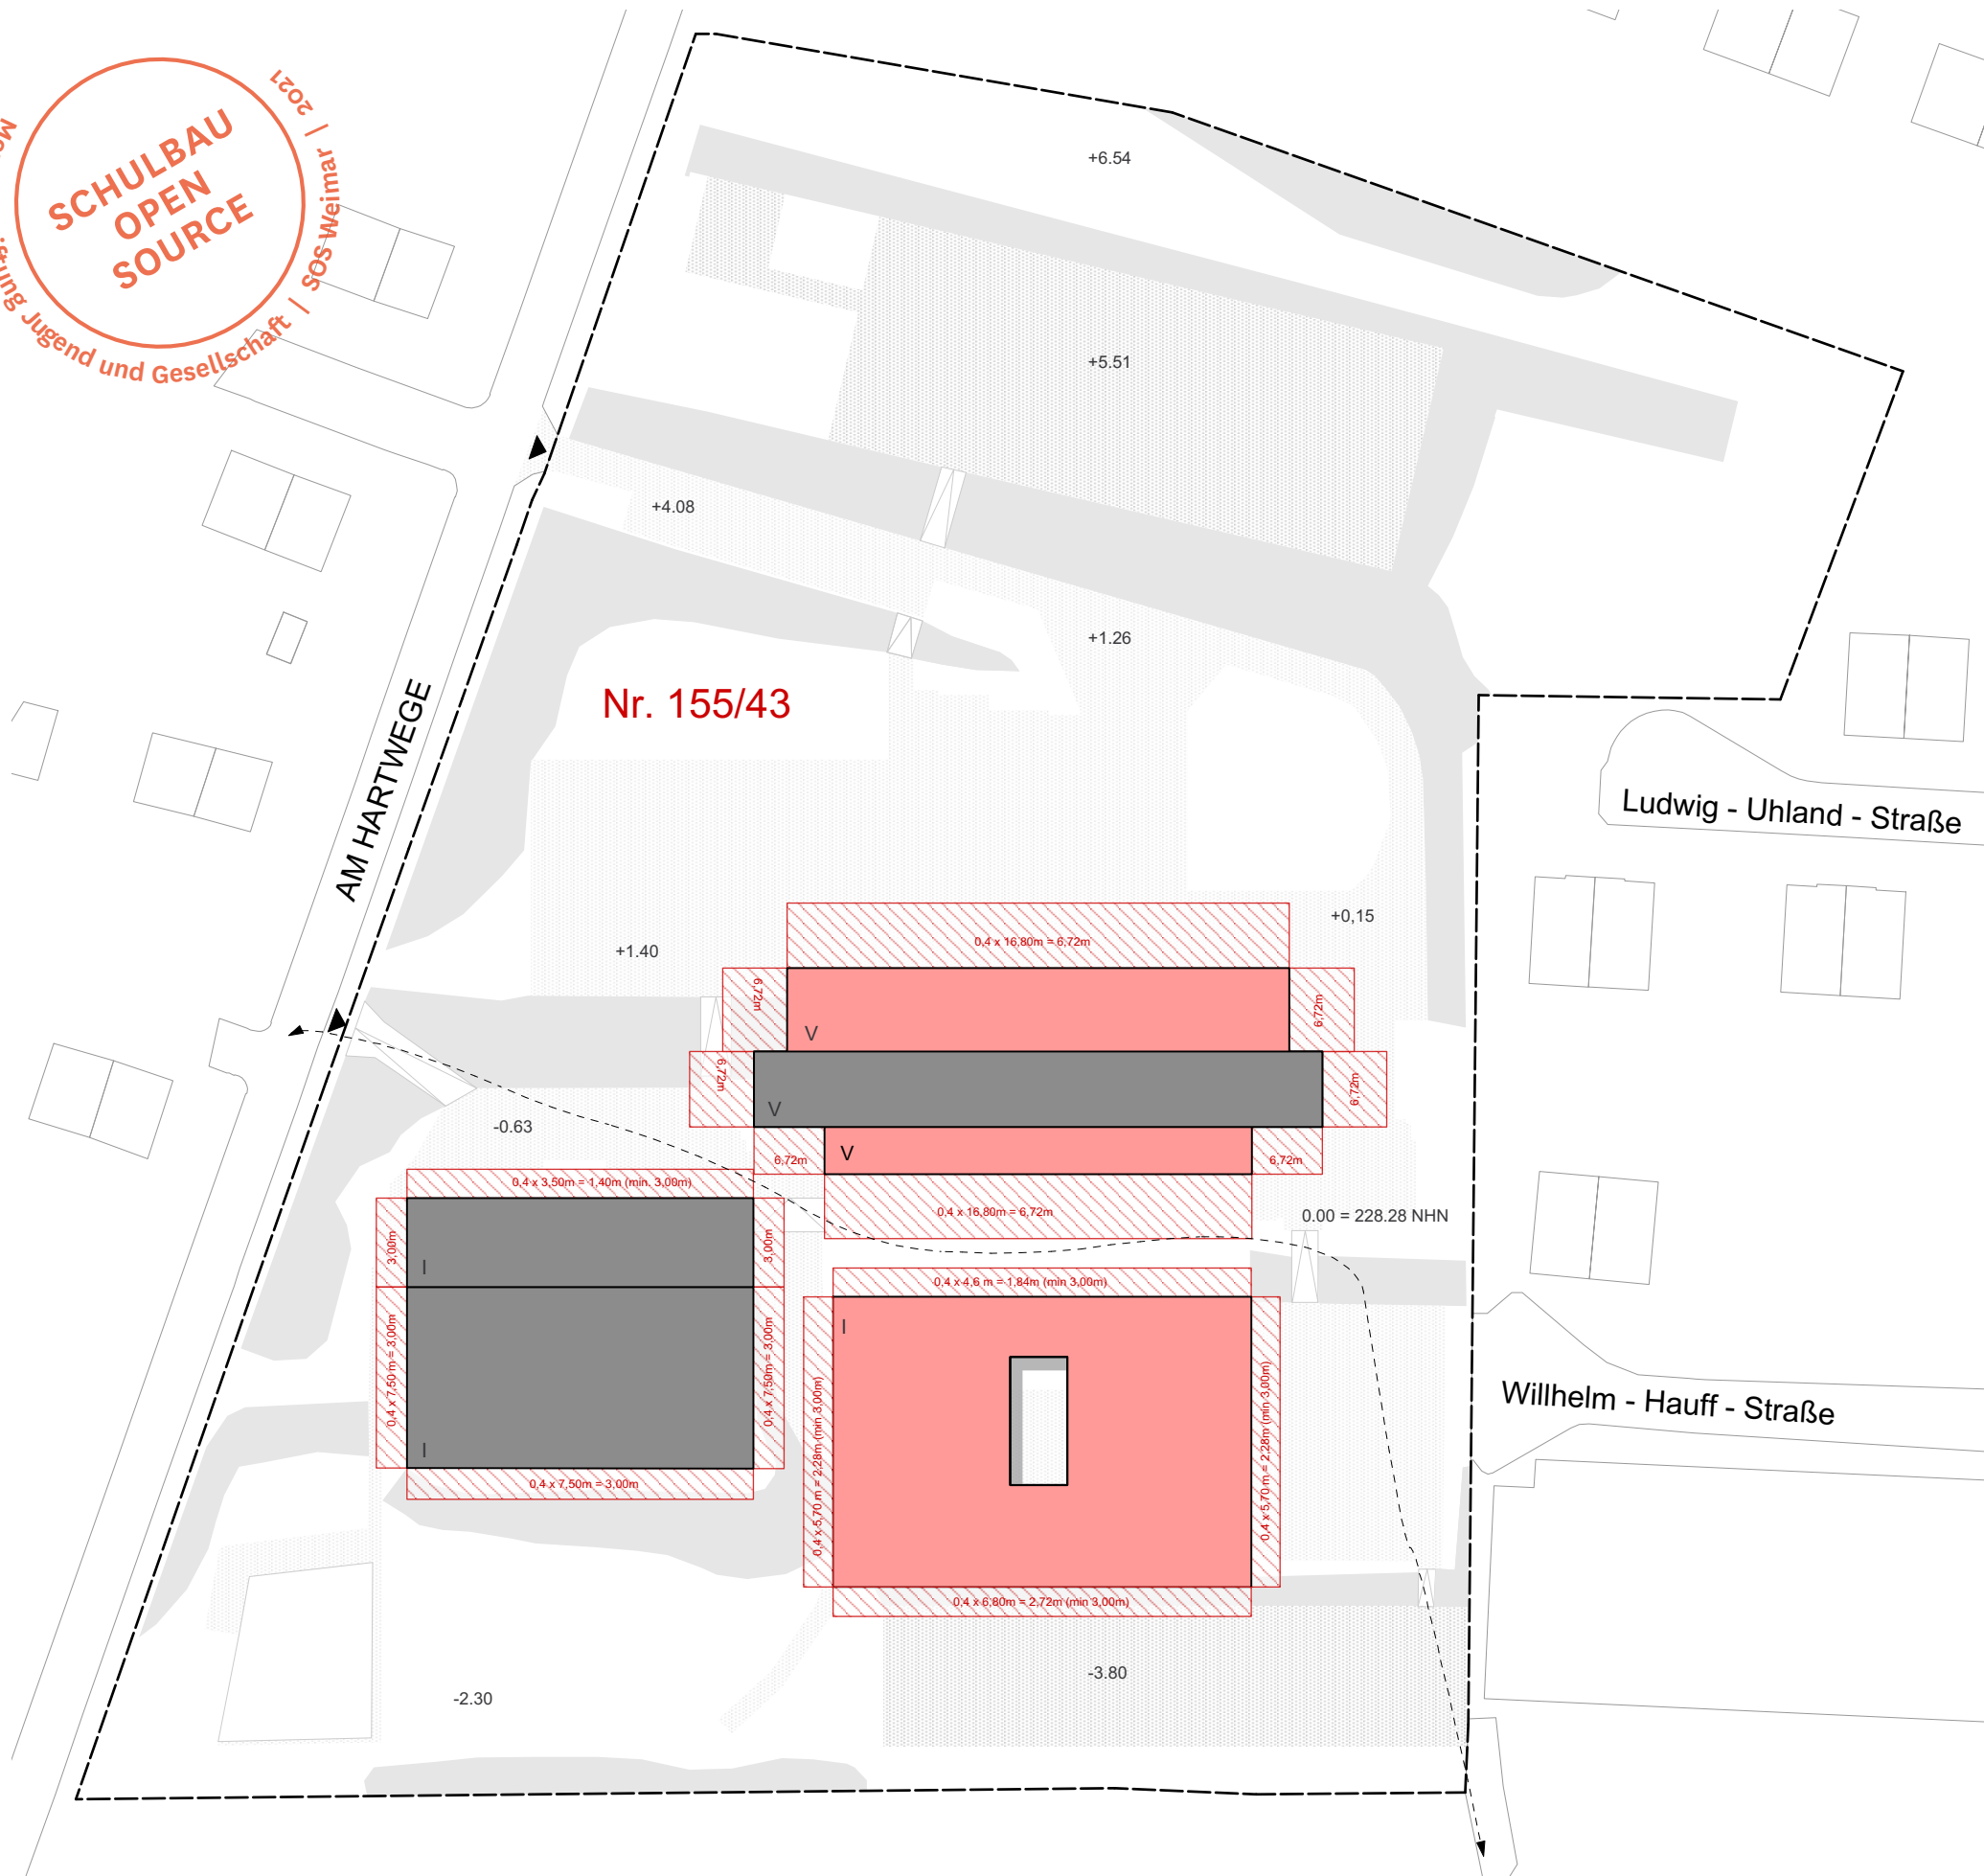 SCHULBAU
OPEN
SOURCE
Jugend und Gesellschaft | SOS Weimar | 2021
+6.54
+5.51
+4.08
+1.26
Nr. 155/43
AM HARTWEGE
Ludwig - Uhland - Straße
+0,15
+1.40
0,4 x 16,80m = 6,72m
6,72m
6,72m
V
6,72m
6,72m
V
-0.63
6,72m
V
6,72m
0,4 x 3,50m = 1,40m (min. 3,00m)
0,4 x 16,80m = 6,72m
0.00 = 228.28 NHN
3,00m
3,00m
I
0,4 x 4,6 m = 1,84m (min 3,00m)
I
0,4 x 7,50 m = 3,00m
0,4 x 7,50m = 3,00m
0,4 x 5,70 m = 2,28m (min 3,00m)
0,4 x 5,70 m = 2,28m (min 3,00m)
Willhelm - Hauff - Straße
I
0,4 x 7,50m = 3,00m
0,4 x 6,80m = 2,72m (min 3,00m)
-3.80
-2.30